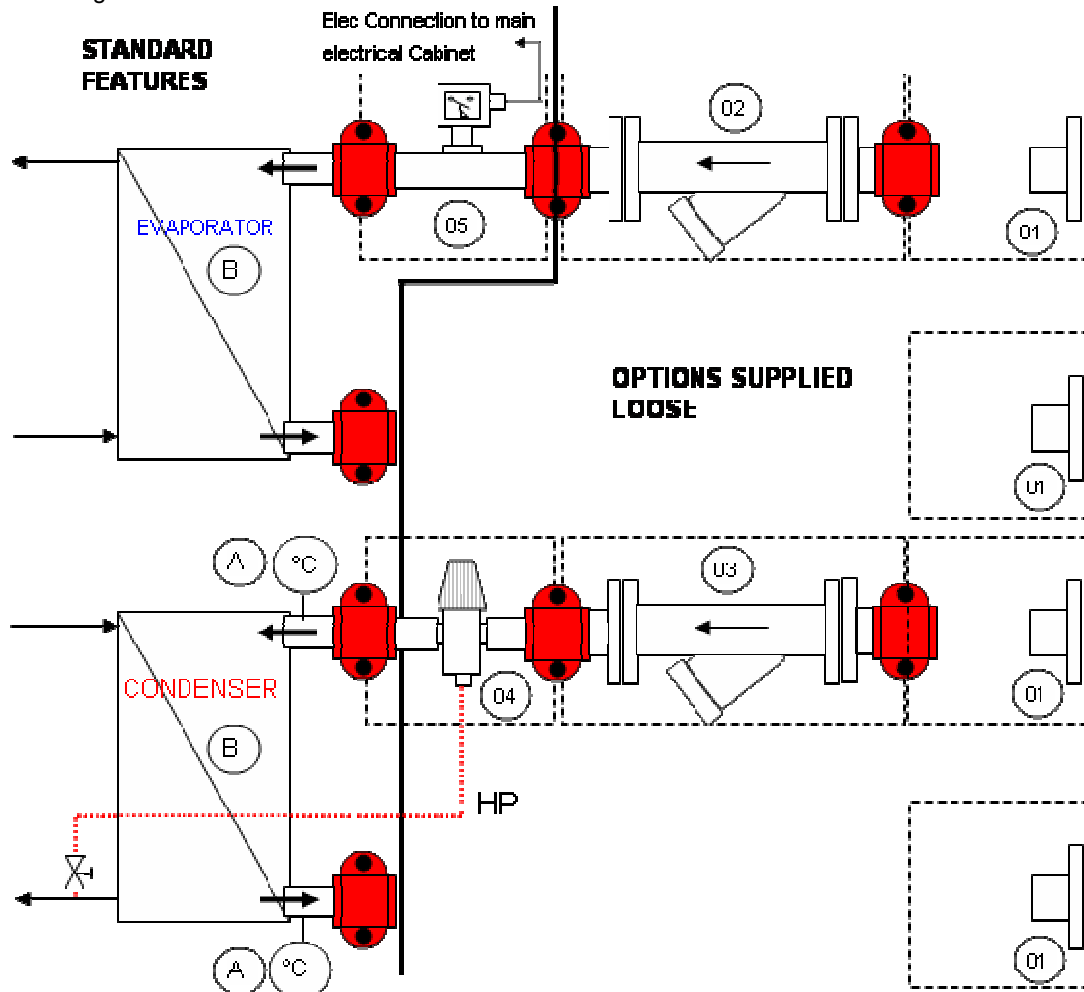 Elec Connection to main
electrical Cabinet
STANDARD
FEATURES
02
05
01
EVAPORATOR
B
OPTIONS SUPPLIED
LOOSE
01
A
°C
03
CONDENSER
04
01
B
HP
01
A
°C